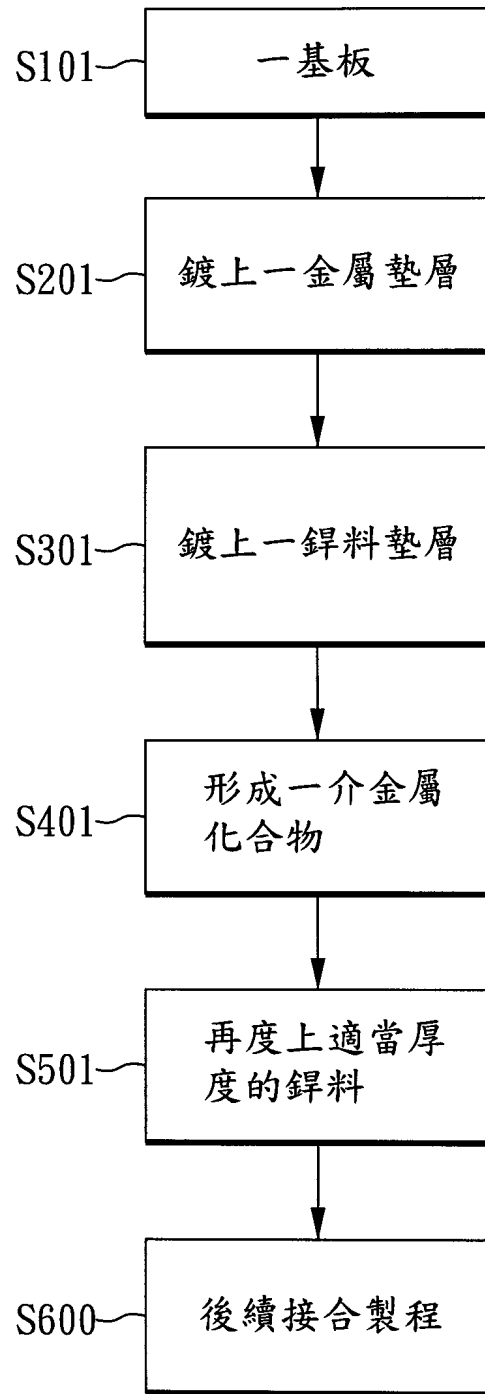 S101
一基板
S201
鍍上一金屬墊層
S301
鍍上一銲料墊層
S401
形成一介金屬
化合物
S501
再度上適當厚
度的銲料
S600
後續接合製程